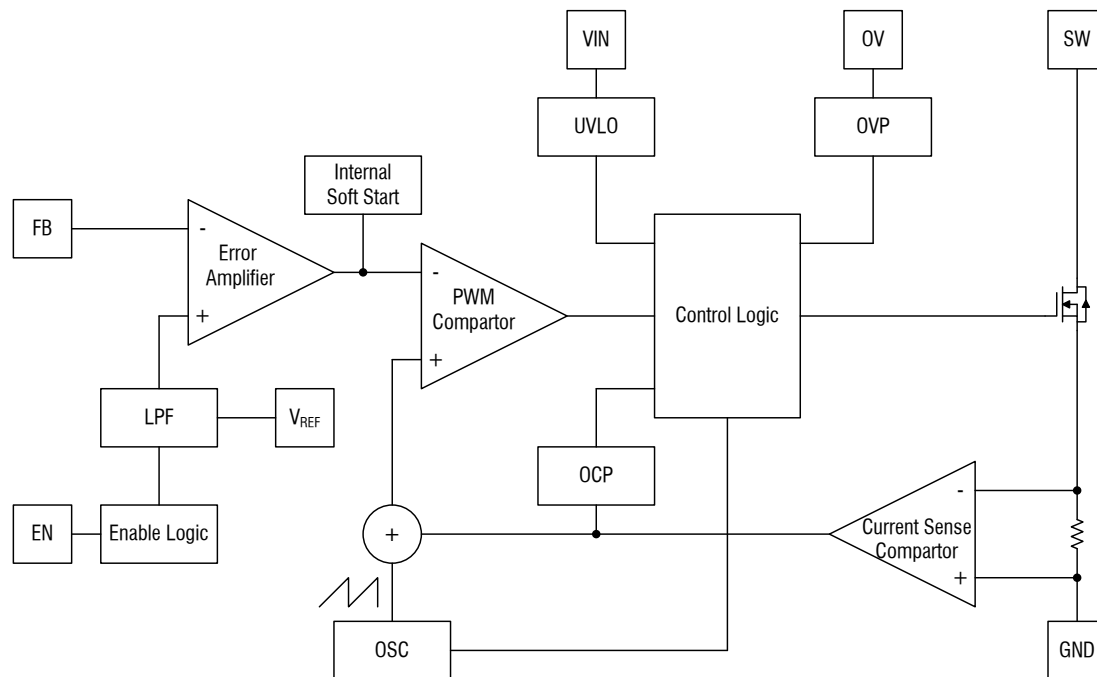 VIN
OV
SW
UVLO
OVP
Internal
Soft Start
FB
-
Error
Amplifier
+
-
PWM
Compartor
+
Control Logic
LPF
VREF
OCP
EN
Enable Logic
+
-
Current Sense
Compartor
+
OSC
GND